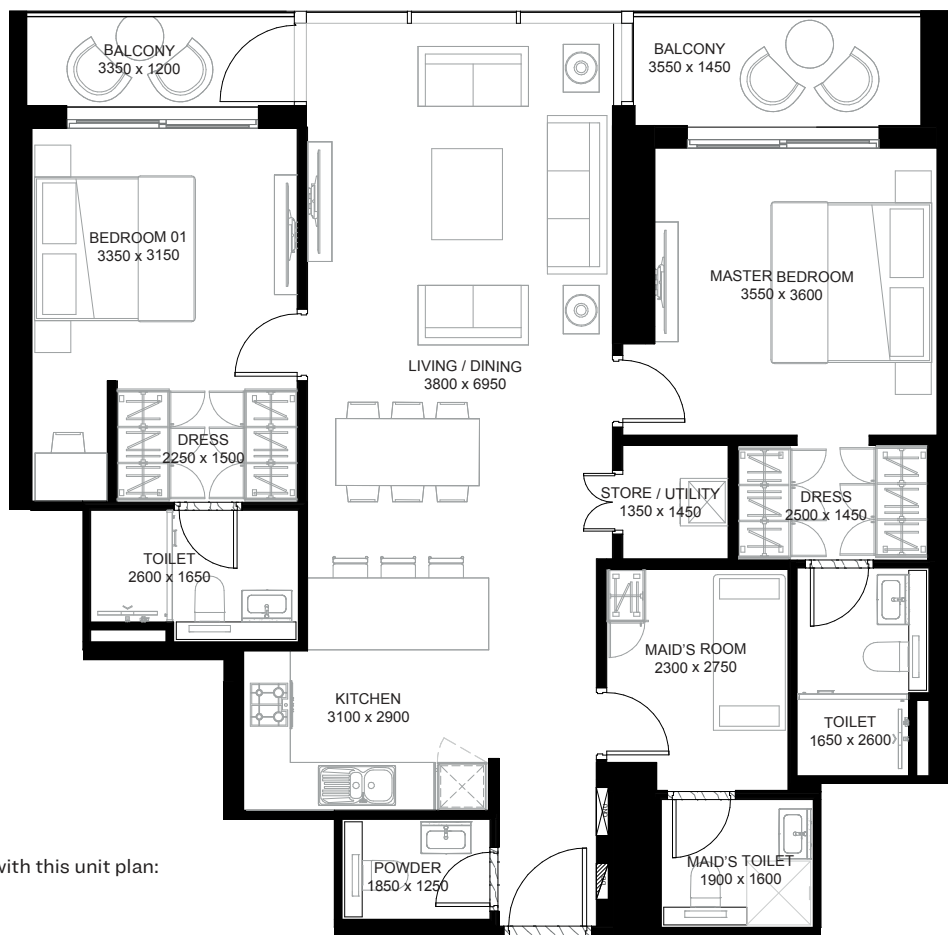 BALCONY
3350 x 1200
BALCONY
3550 x 1450
BEDROOM 01
3350 x 3150
MASTER BEDROOM
3550 x 3600
LIVING / DINING
3800 x 6950
DRESS
2250 x 1500
STORE / UTILITY
1350 x 1450
DRESS
2500 x 1450
TOILET
2600 x 1650
MAID'S ROOM
2300 x 2750
KITCHEN
3100 x 2900
TOILET
1650 x 2600
POWDER
1850 x 1250
MAID'S TOILET
1900 x 1600
with this unit plan: